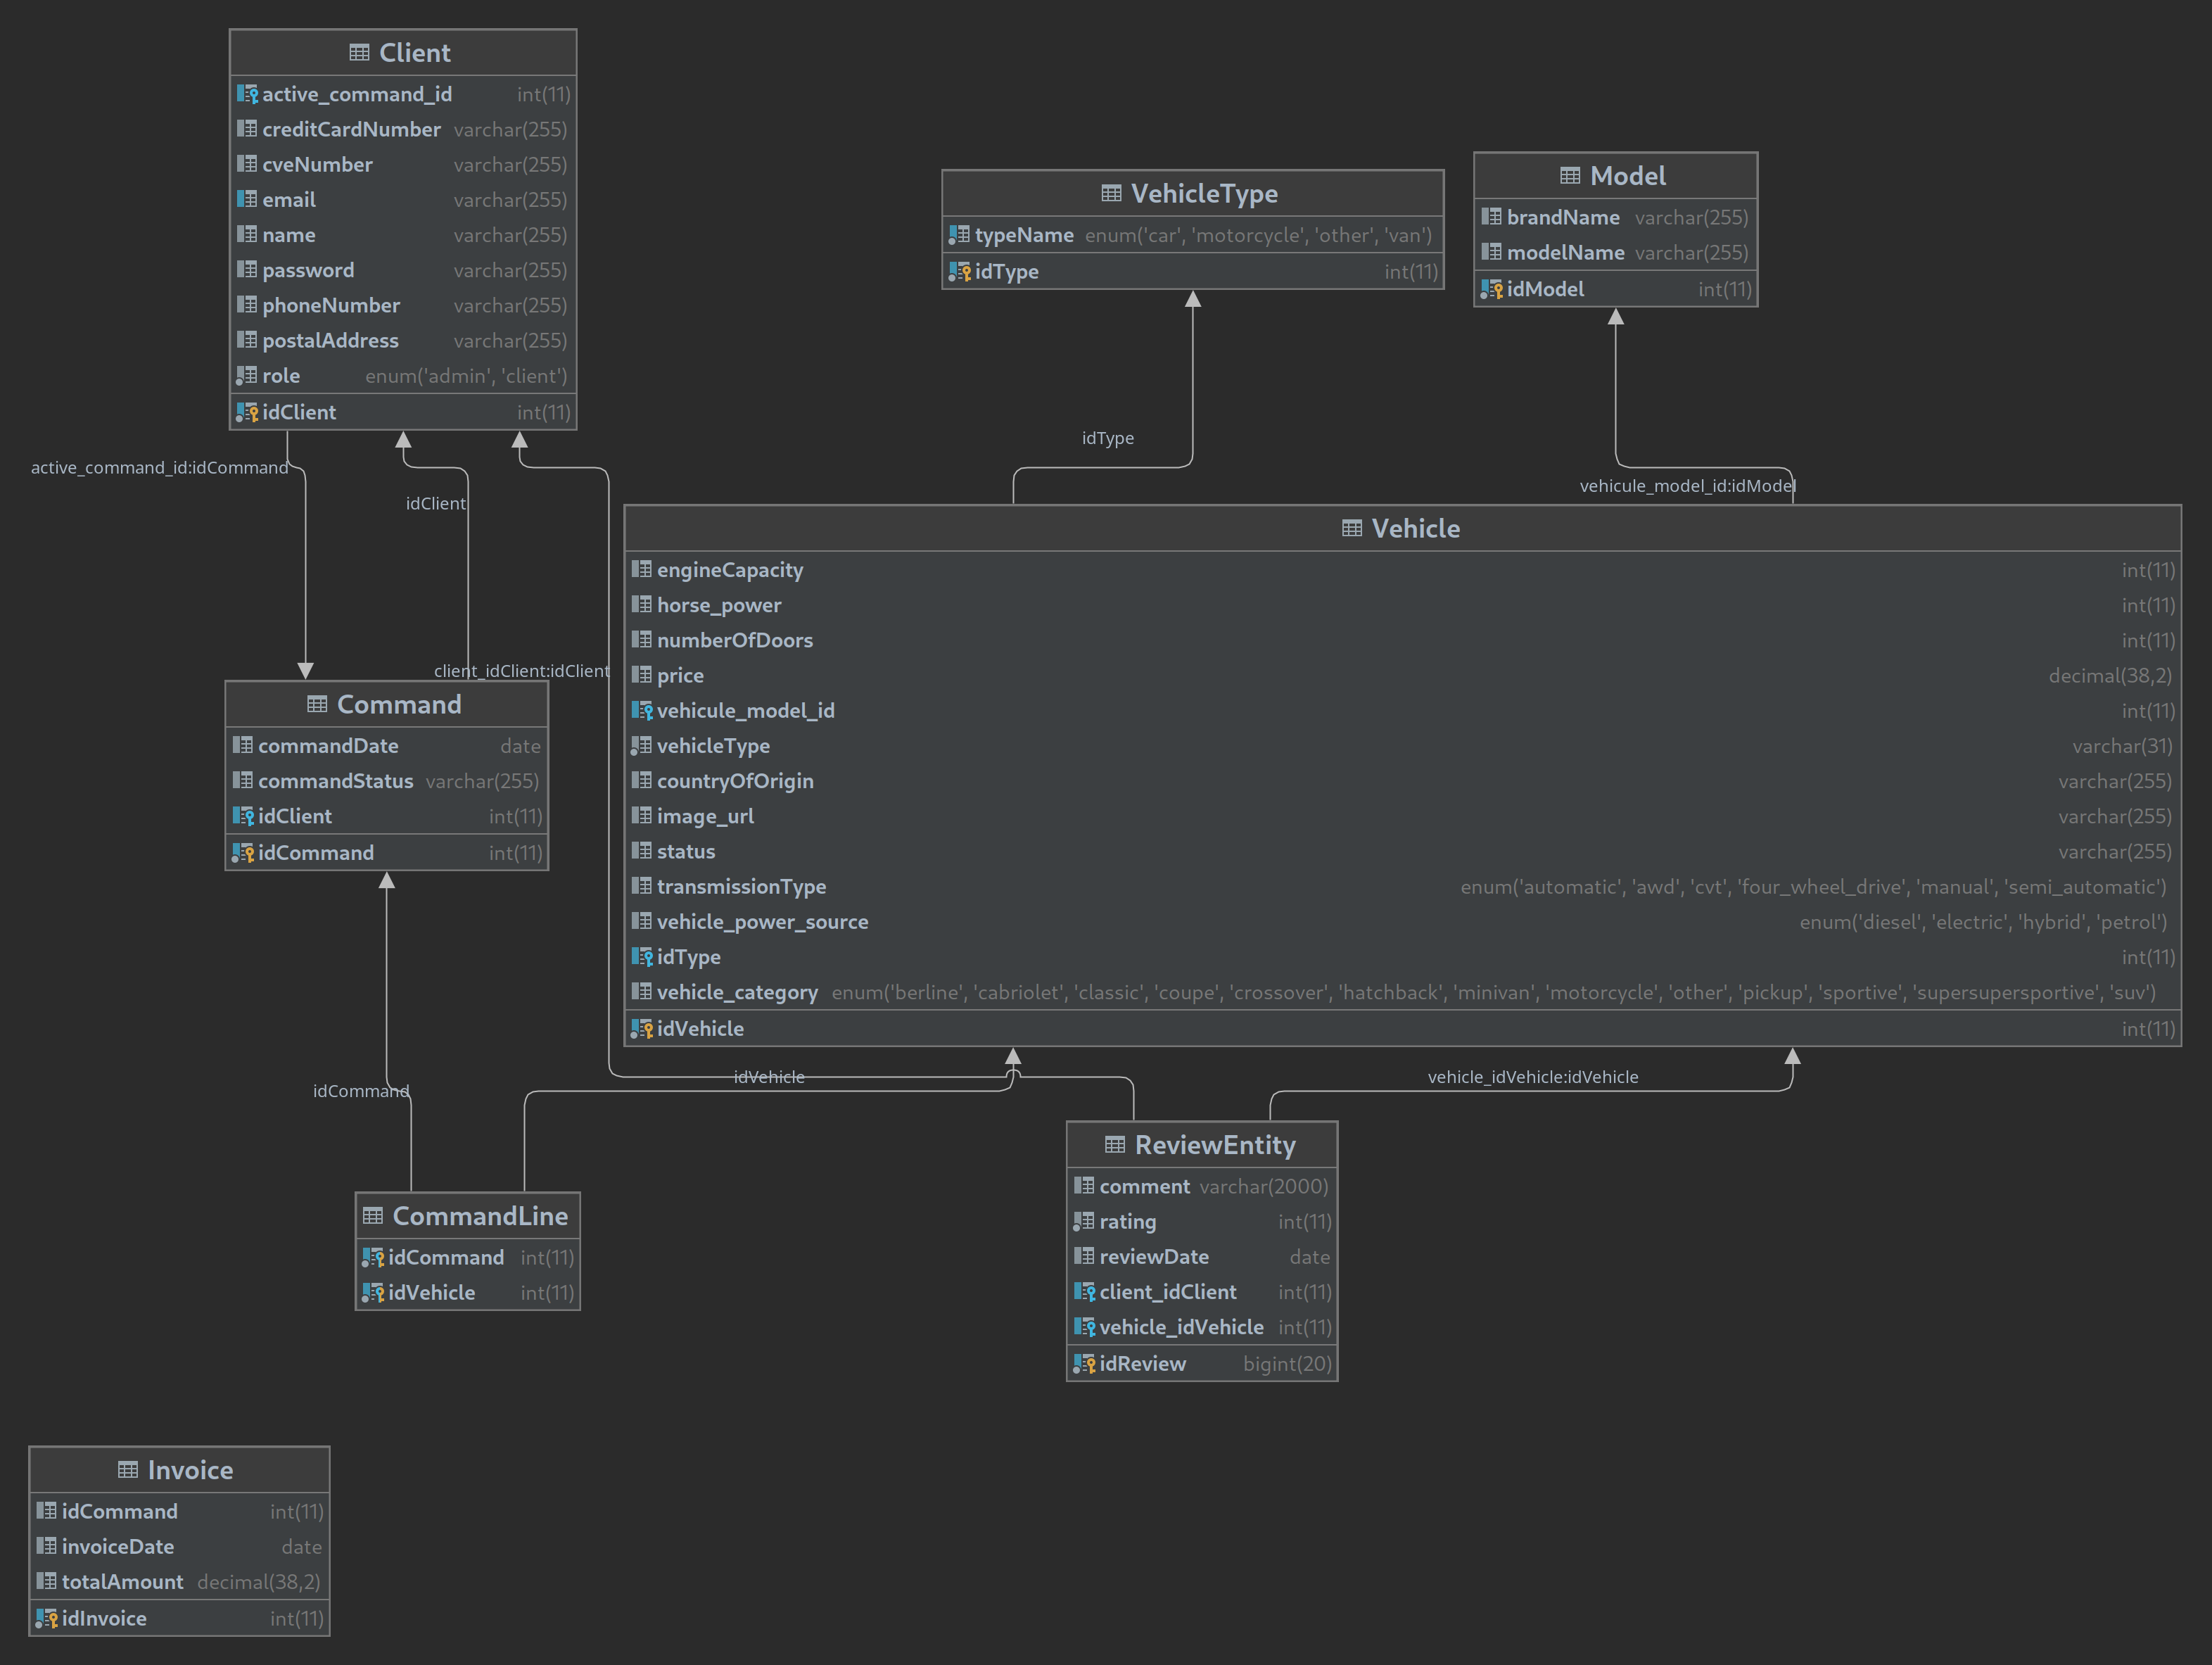 Client
active_command_id int(11)
creditCardNumber varchar(255)
cveNumber varchar(255)
email varchar(255)
name varchar(255)
password varchar(255)
phoneNumber varchar(255)
postalAddress varchar(255)
role enum('admin', 'client')
idClient int(11)
VehicleType
typeName enum('car', 'motorcycle', 'other', 'van')
idType int(11)
Model
brandName varchar(255)
modelName varchar(255)
idModel int(11)
active_command_id:idCommand
idClient
client_idClient:idClient
idType
vehicule_model_id:idModel
Vehicle
engineCapacity int(11)
horse_power int(11)
numberOfDoors int(11)
price decimal(38,2)
vehicule_model_id int(11)
vehicleType varchar(31)
countryOfOrigin varchar(255)
image_url varchar(255)
status varchar(255)
transmissionType enum('automatic', 'awd', 'cvt', 'four_wheel_drive', 'manual', 'semi_automatic')
vehicle_power_source enum('diesel', 'electric', 'hybrid', 'petrol')
idType int(11)
vehicle_category enum('berline', 'cabriolet', 'classic', 'coupe', 'crossover', 'hatchback', 'minivan', 'motorcycle', 'other', 'pickup', 'sportive', 'supersupersportive', 'suv')
idVehicle int(11)
Command
commandDate date
commandStatus varchar(255)
idClient int(11)
idCommand int(11)
idCommand
idVehicle
vehicle_idVehicle:idVehicle
CommandLine
idCommand int(11)
idVehicle int(11)
ReviewEntity
comment varchar(2000)
rating int(11)
reviewDate date
client_idClient int(11)
vehicle_idVehicle int(11)
idReview bigint(20)
Invoice
idCommand int(11)
invoiceDate date
totalAmount decimal(38,2)
idInvoice int(11)